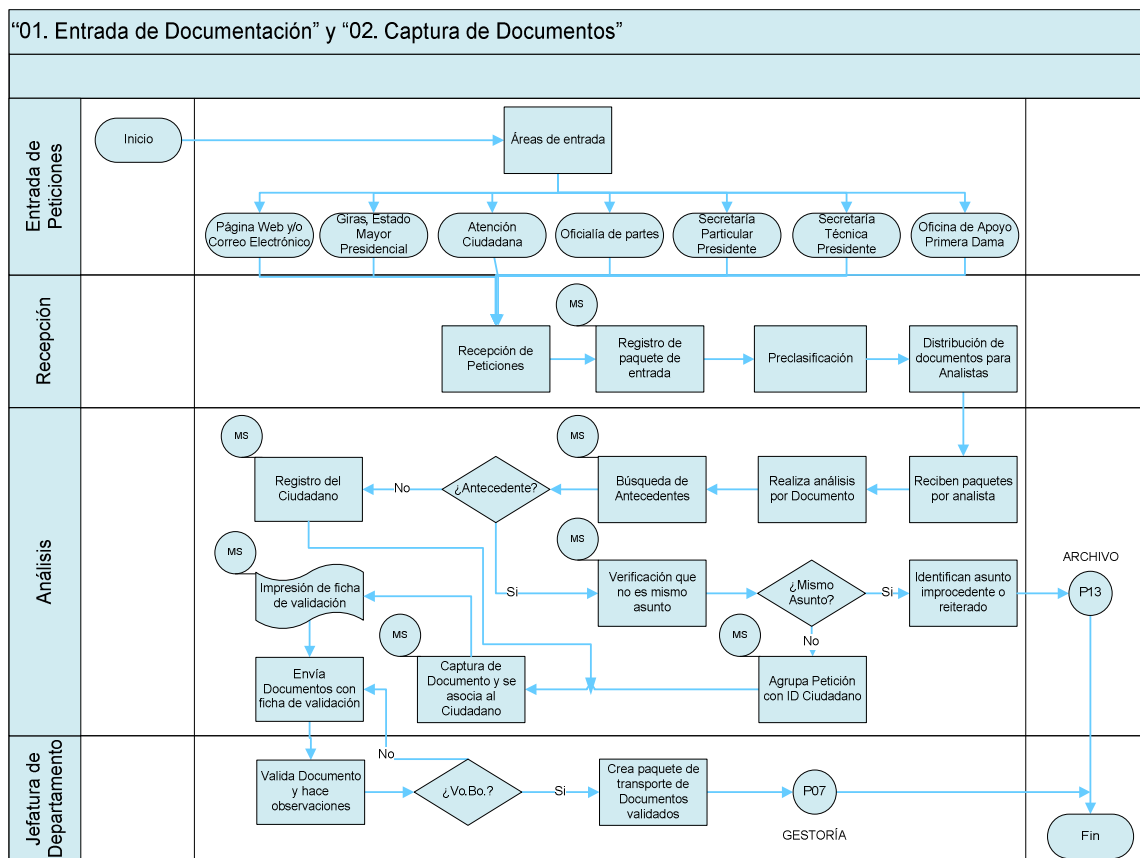 “01. Entrada de Documentación” y “02. Captura de Documentos”
Entrada de
Peticiones
Inicio
Áreas de entrada
Página Web y/o
Correo Electrónico
Giras, Estado
Mayor
Presidencial
Atención
Ciudadana
Oficialía de partes
Secretaría
Particular
Presidente
Secretaría
Técnica
Presidente
Oficina de Apoyo
Primera Dama
Recepción
MS
Recepción de
Peticiones
Registro de
paquete de
entrada
Preclasificación
Distribución de
documentos para
Analistas
Análisis
MS
Registro del
Ciudadano
No
¿Antecedente?
MS
Búsqueda de
Antecedentes
Realiza análisis
por Documento
Reciben paquetes
por analista
MS
Impresión de ficha
de validación
Si
MS
Verificación que
no es mismo
asunto
¿Mismo
Asunto?
Si
Identifican asunto
improcedente o
reiterado
ARCHIVO
P13
No
MS
Captura de
Documento y se
asocia al
Ciudadano
MS
Agrupa Petición
con ID Ciudadano
Envía
Documentos con
ficha de validación
Jefatura de
Departamento
No
Valida Documento
y hace
observaciones
¿Vo.Bo.?
Si
Crea paquete de
transporte de
Documentos
validados
P07
GESTORÍA
Fin